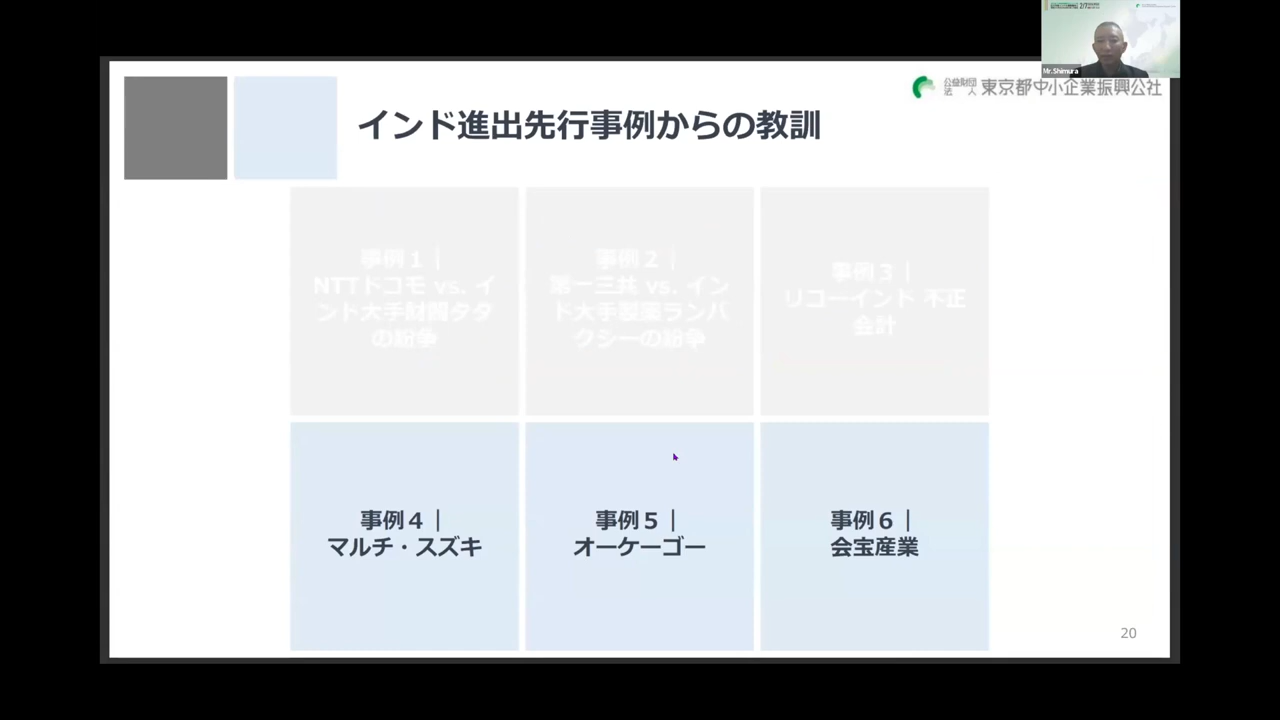 Mr.Shimura
公益財団
法 人
東京都中小企業振興公社
インド進出先行事例からの教訓
事例１｜
NTTドコモ vs. イ
ンド大手財閥タタ
の紛争
事例２｜
第一三共 vs. イン
ド大手製薬ランバ
クシーの紛争
事例３｜
リコーインド 不正
会計
事例４｜
マルチ・スズキ
事例５｜
オーケーゴー
事例６｜
会宝産業
20